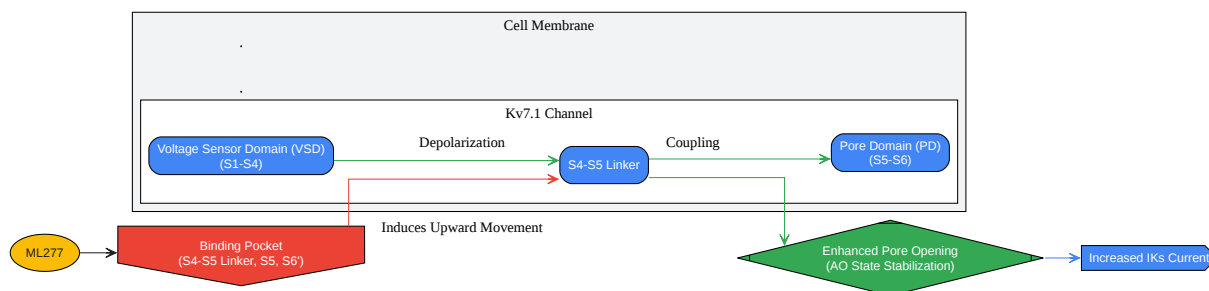 Cell Membrane
Kv7.1 Channel
Depolarization
Coupling
Voltage Sensor Domain (VSD)
(S1-S4)
S4-S5 Linker
Pore Domain (PD)
(S5-S6)
Induces Upward Movement
ML277
Binding Pocket
(S4-S5 Linker, S5, S6')
Enhanced Pore Opening
(AO State Stabilization)
Increased IKs Current